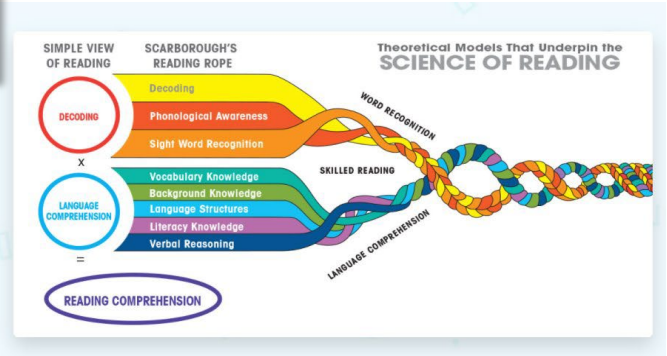 SIMPLE VIEW
OF READING
SCARBOROUGH'S
READING ROPE
Theoretical Models That Underpin the
SCIENCE OF READING
DECODING
x
LANGUAGE
COMPREHENSION
=
READING COMPREHENSION
Decoding
Phonological Awareness
Sight Word Recognition
Vocabulary Knowledge
Background Knowledge
Language Structures
Literacy Knowledge
Verbal Reasoning
WORD RECOGNITION
SKILLED READING
LANGUAGE COMPREHENSION